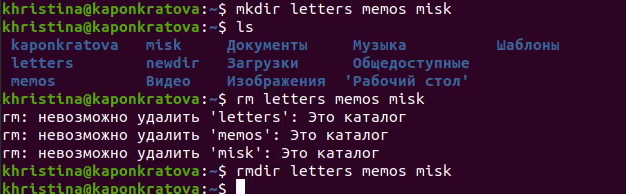 khristina@kaponkratova:~$ mkdir letters memos misk
khristina@kaponkratova:~$ ls
kaponkratova misk Документы Музыка Шаблоны
letters newdir Загрузки Общедоступные
memos Видео Изображения 'Рабочий стол'
khristina@kaponkratova:~$ rm letters memos misk
rm: невозможно удалить 'letters': Это каталог
rm: невозможно удалить 'memos': Это каталог
rm: невозможно удалить 'misk': Это каталог
khristina@kaponkratova:~$ rmdir letters memos misk
khristina@kaponkratova:~$